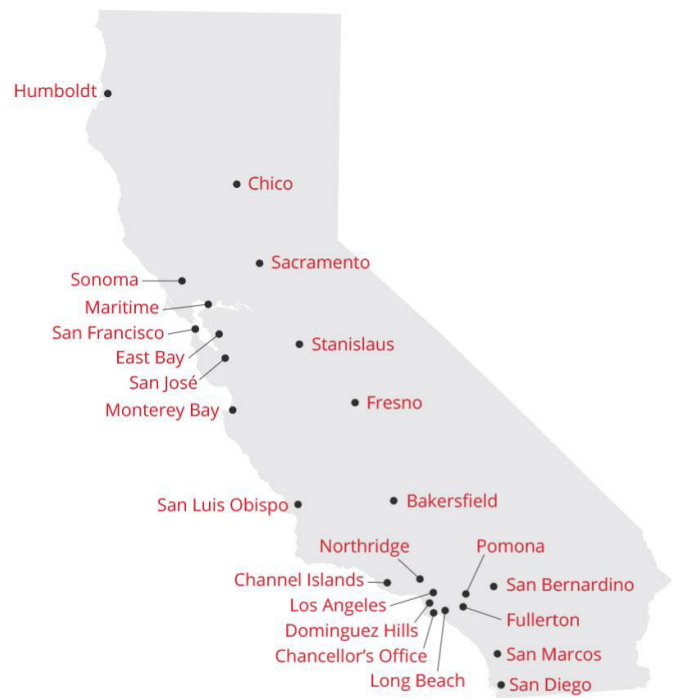 Humboldt
Chico
Sacramento
Sonoma
Maritime
San Francisco
Stanislaus
East Bay
San José
Fresno
Monterey Bay
Bakersfield
San Luis Obispo
Northridge
Pomona
Channel Islands
San Bernardino
Los Angeles
Fullerton
Dominguez Hills
Chancellor's Office
San Marcos
Long Beach
San Diego